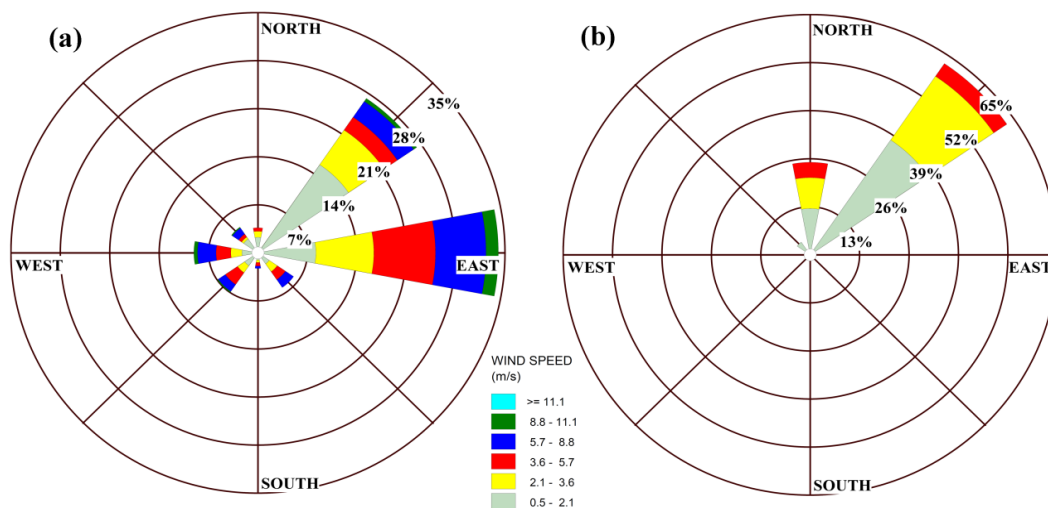 (a)
NORTH
35%
28%
21%
14%
7%
WEST
EAST
SOUTH
WIND SPEED
(m/s)
>= 11.1
8.8 - 11.1
5.7 - 8.8
3.6 - 5.7
2.1 - 3.6
0.5 - 2.1
(b)
NORTH
65%
52%
39%
26%
13%
WEST
EAST
SOUTH